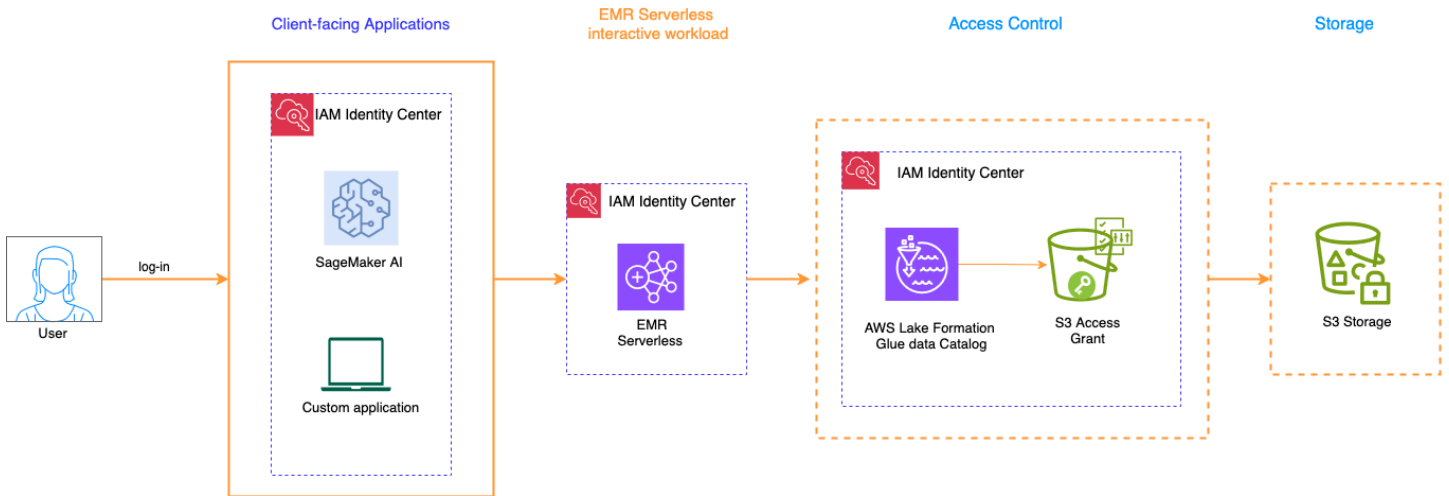 Client-facing Applications
EMR Serverless
interactive workload
Access Control
Storage
IAM Identity Center
SageMaker AI
Custom application
log-in
User
IAM Identity Center
EMR
Serverless
IAM Identity Center
AWS Lake Formation
Glue data Catalog
S3 Access
Grant
S3 Storage